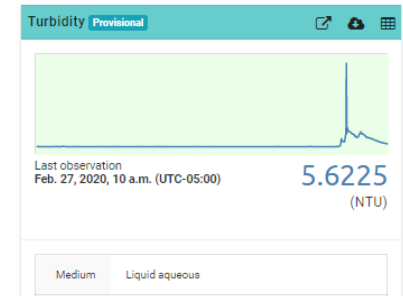 Turbidity Provisional
Last observation
Feb. 27, 2020, 10 a.m. (UTC-05:00)
5.6225
(NTU)
Medium Liquid aqueous